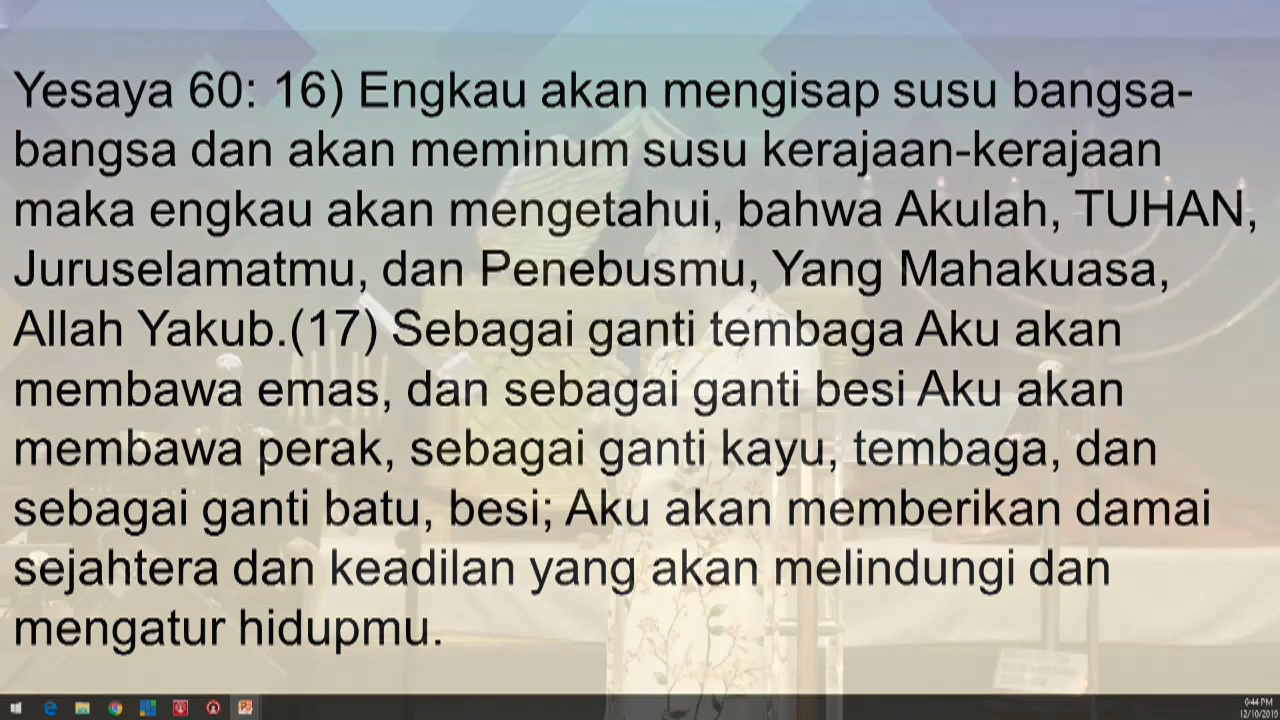 Yesaya 60: 16) Engkau akan mengisap susu bangsa-
bangsa dan akan meminum susu kerajaan-kerajaan
maka engkau akan mengetahui, bahwa Akulah, TUHAN,
Juruselamatmu, dan Penebusmu, Yang Mahakuasa,
Allah Yakub.(17) Sebagai ganti tembaga Aku akan
membawa emas, dan sebagai ganti besi Aku akan
membawa perak, sebagai ganti kayu, tembaga, dan
sebagai ganti batu, besi; Aku akan memberikan damai
sejahtera dan keadilan yang akan melindungi dan
mengatur hidupmu.